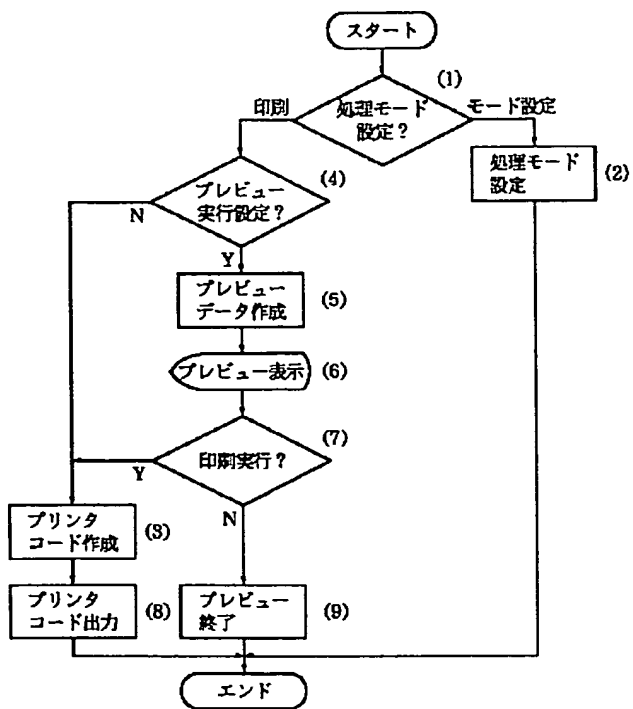 スタート
(1)
印刷
処理モード
設定?
モード設定
処理モード
設定
(2)
(4)
プレビュー
実行設定?
N
Y
プレビュー
データ作成
(5)
プレビュー表示
(6)
(7)
印刷実行?
Y
N
プリンタ
コード作成
(3)
プリンタ
コード出力
(8)
プレビュー
終了
(9)
エンド